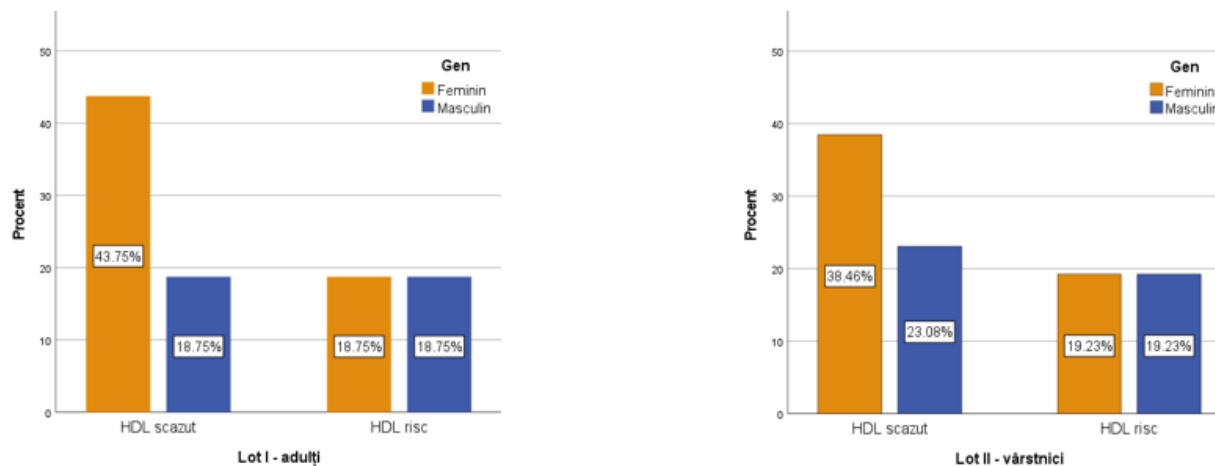 50
40
30
20
10
0
Procent
Gen
Feminin
Masculin
43.75%
18.75%
18.75%
18.75%
HDL scazut
HDL risc
Lot I - adulți
50
40
30
20
10
0
Procent
Gen
Feminin
Masculin
38.46%
23.08%
19.23%
19.23%
HDL scazut
HDL risc
Lot II - vârstnici